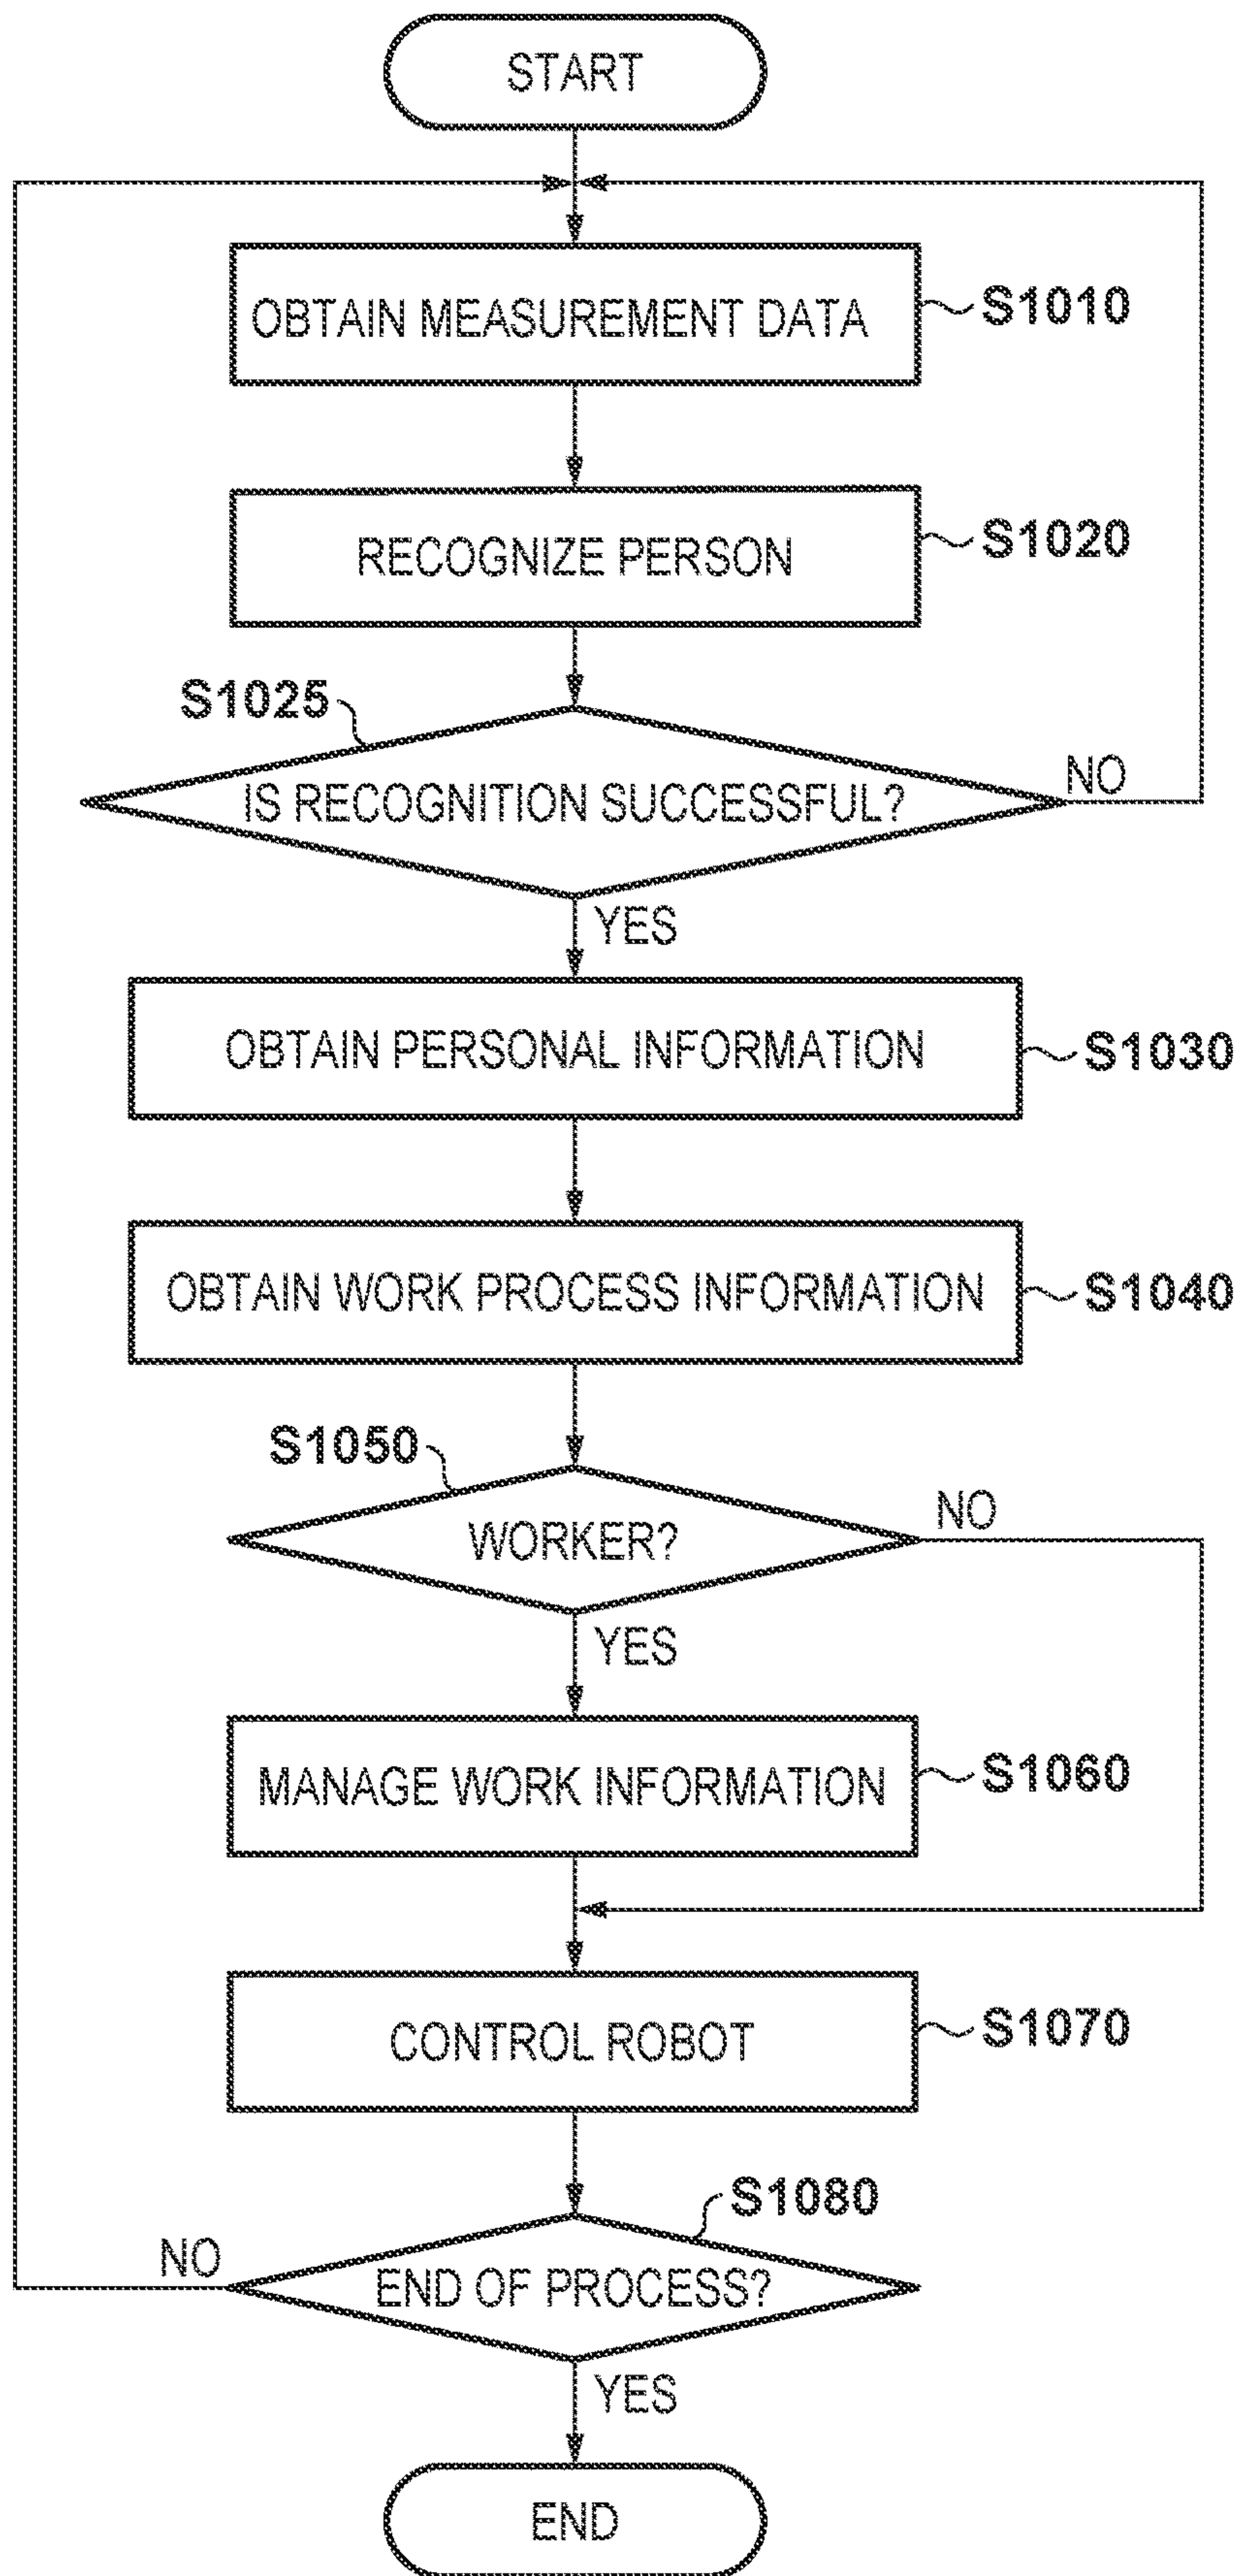 START
OBTAIN MEASUREMENT DATA
S1010
RECOGNIZE PERSON
S1020
S1025
IS RECOGNITION SUCCESSFUL?
NO
YES
OBTAIN PERSONAL INFORMATION
S1030
OBTAIN WORK PROCESS INFORMATION
S1040
S1050
WORKER?
NO
YES
MANAGE WORK INFORMATION
S1060
CONTROL ROBOT
S1070
S1080
NO
END OF PROCESS?
YES
END